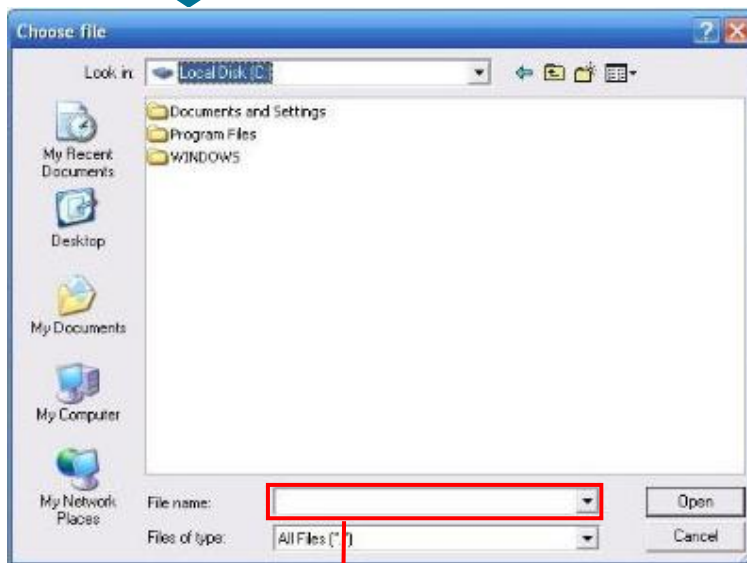 Choose file
Look in:
Local Disk (C:)
Documents and Settings
Program Files
WINDOWS
My Recent
Documents
Desktop
My Documents
My Computer
My Network
Places
File name:
Open
Files of type:
All Files (*.*)
Cancel